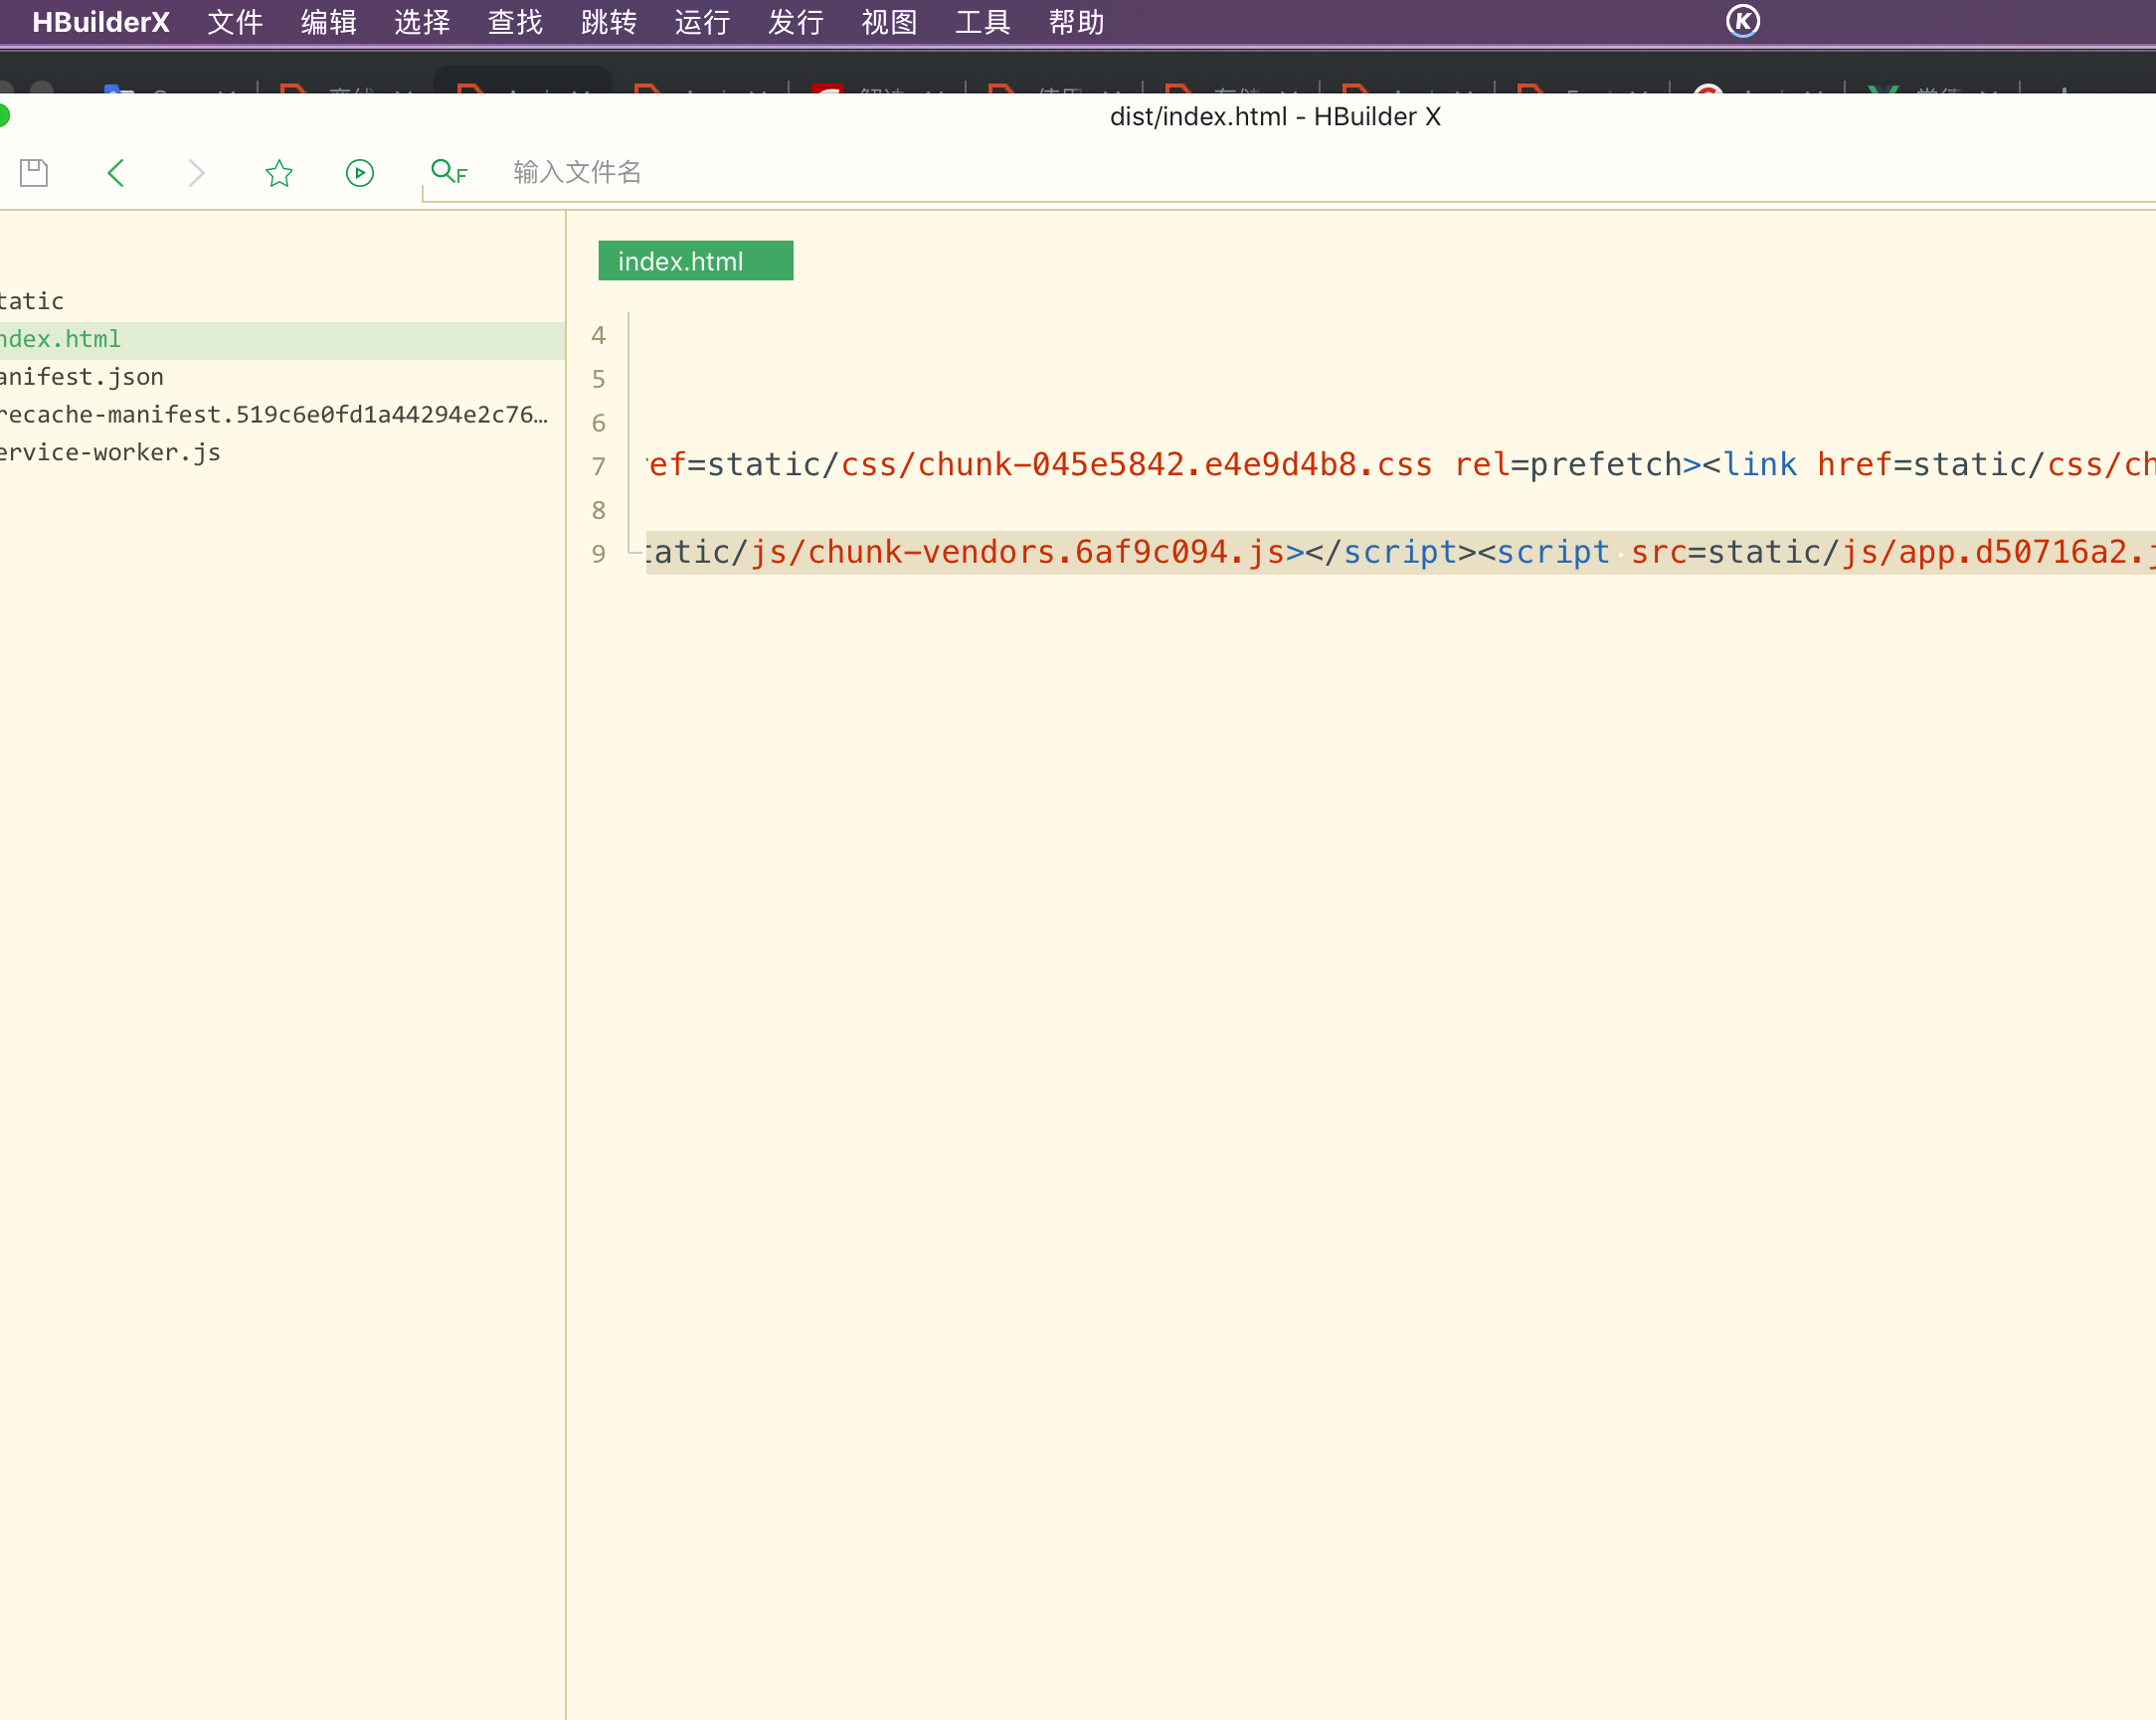 HBuilderX 文件 编辑 选择 查找 跳转 运行 发行 视图 工具 帮助
dist/index.html - HBuilder X
输入文件名
index.html
tatic
ndex.html
anifest.json
recache-manifest.519c6e0fd1a44294e2c76...
ervice-worker.js
4
5
6
7 ref=static/css/chunk-045e5842.e4e9d4b8.css rel=prefetch><link href=static/css/ch
8
9 tatic/js/chunk-vendors.6af9c094.js></script><script src=static/js/app.d50716a2.j